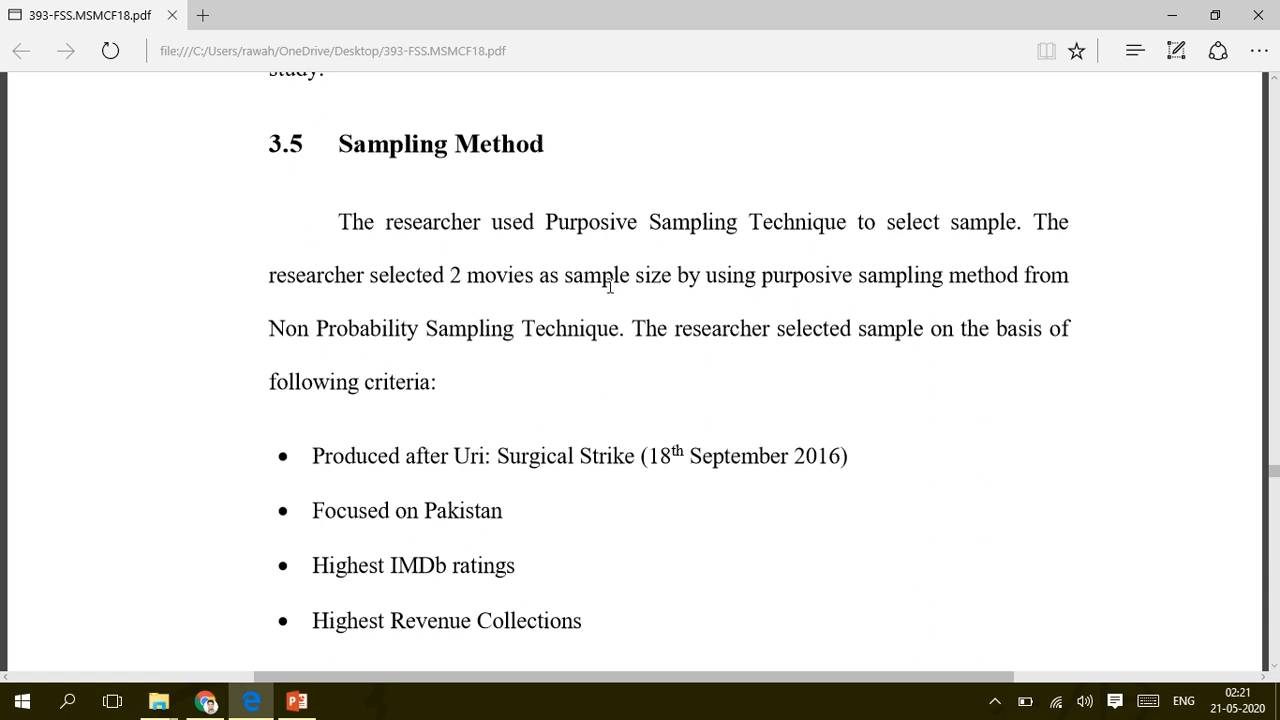 393-FSS.MSMCF18.pdf
file:///C:/Users/rawah/OneDrive/Desktop/393-FSS.MSMCF18.pdf
study.
3.5 Sampling Method
The researcher used Purposive Sampling Technique to select sample. The
researcher selected 2 movies as sample size by using purposive sampling method from
Non Probability Sampling Technique. The researcher selected sample on the basis of
following criteria:
• Produced after Uri: Surgical Strike (18th September 2016)
• Focused on Pakistan
• Highest IMDb ratings
• Highest Revenue Collections
ENG
02:21
21-05-2020